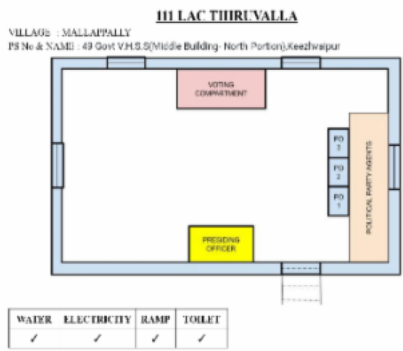 111 LAC THIRUVALLA
VILLAGE : MALLAPPALLY
PS No & NAME : 49 Govt V.H.S.S(Middle Building- North Portion),Keezhvaipur
VOTING
COMPARTMENT
PO
3
PO
2
PO
1
POLITICAL PARTY AGENTS
PRESIDING
OFFICER
WATER ELECTRICITY RAMP TOILET
✓ ✓ ✓ ✓